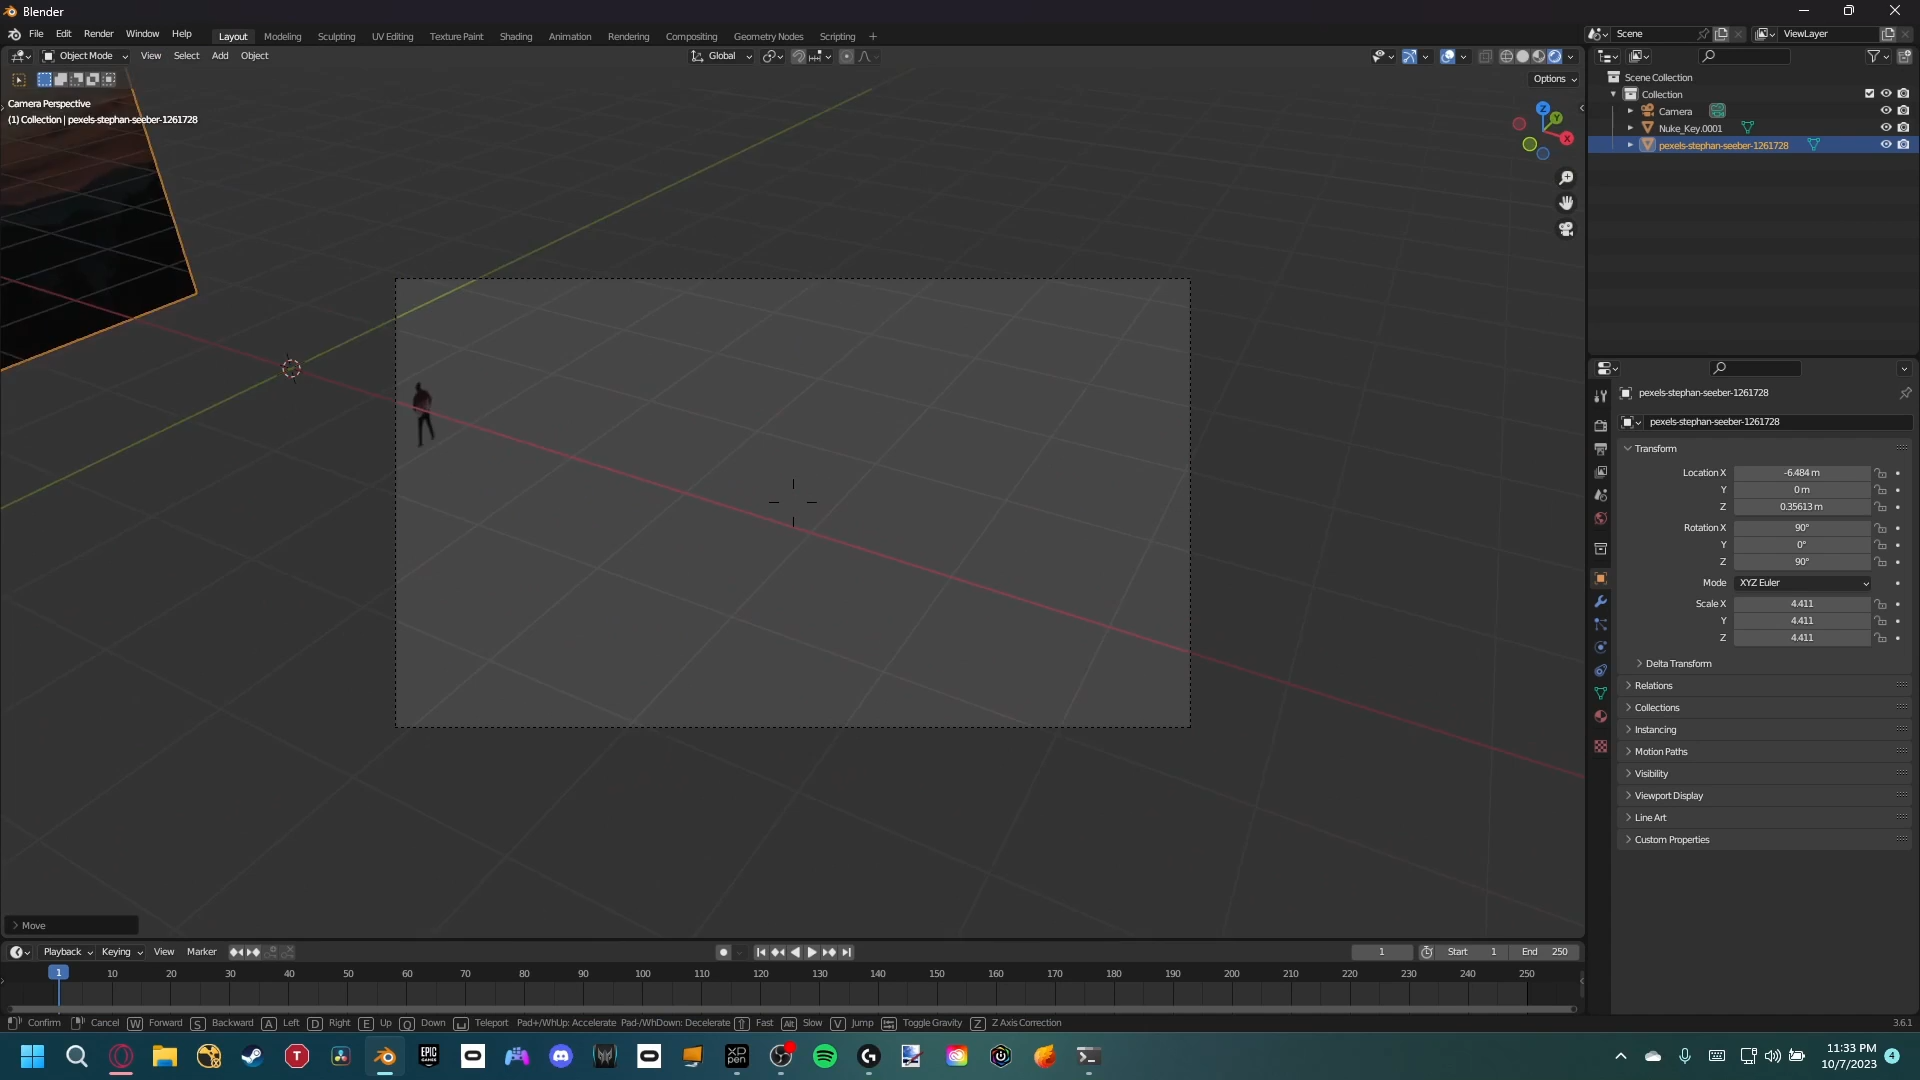 Blender
File Edit Render Window Help
Layout Modeling Sculpting UV Editing Texture Paint Shading Animation Rendering Compositing Geometry Nodes Scripting +
Scene
ViewLayer
Object Mode View Select Add Object
Global
Options
Camera Perspective
(1) Collection | pexels-stephan-seeber-1261728
Z
Y
X
Scene Collection
Collection
Camera
Nuke_Key.0001
pexels-stephan-seeber-1261728
pexels-stephan-seeber-1261728
pexels-stephan-seeber-1261728
Transform
Location X -6.484 m
Y 0 m
Z 0.35613 m
Rotation X 90°
Y 0°
Z 90°
Mode XYZ Euler
Scale X 4.411
Y 4.411
Z 4.411
Delta Transform
Relations
Collections
Instancing
Motion Paths
Visibility
Viewport Display
Line Art
Custom Properties
Move
Playback Keying View Marker
1 Start 1 End 250
1 10 20 30 40 50 60 70 80 90 100 110 120 130 140 150 160 170 180 190 200 210 220 230 240 250
Confirm Cancel W Forward S Backward A Left D Right E Up Q Down Teleport Pad+/WhUp: Accelerate Pad-/WhDown: Decelerate Fast Alt Slow V Jump Toggle Gravity Z Z Axis Correction
3.6.1
T
EPIC GAMES
XP PEN
11:33 PM
10/7/2023
4